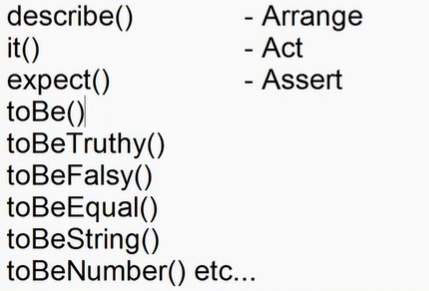 describe() - Arrange
it() - Act
expect() - Assert
toBe()
toBeTruthy()
toBeFalsy()
toBeEqual()
toBeString()
toBeNumber() etc...